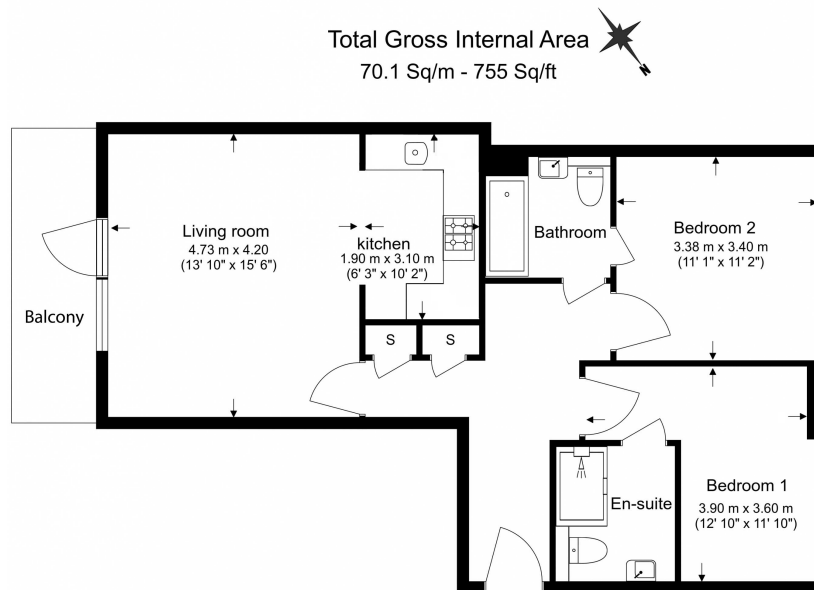 Total Gross Internal Area
70.1 Sq/m - 755 Sq/ft
N
Living room
4.73 m x 4.20
(13' 10" x 15' 6")
kitchen
1.90 m x 3.10 m
(6' 3" x 10' 2")
Bathroom
Bedroom 2
3.38 m x 3.40 m
(11' 1" x 11' 2")
Balcony
S
S
En-suite
Bedroom 1
3.90 m x 3.60 m
(12' 10" x 11' 10")